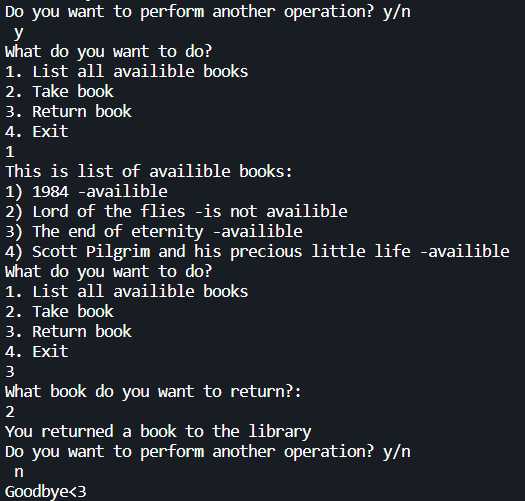 Do you want to perform another operation? y/n
y
What do you want to do?
1. List all availible books
2. Take book
3. Return book
4. Exit
1
This is list of availible books:
1) 1984 -availible
2) Lord of the flies -is not availible
3) The end of eternity -availible
4) Scott Pilgrim and his precious little life -availible
What do you want to do?
1. List all availible books
2. Take book
3. Return book
4. Exit
3
What book do you want to return?:
2
You returned a book to the library
Do you want to perform another operation? y/n
n
Goodbye<3